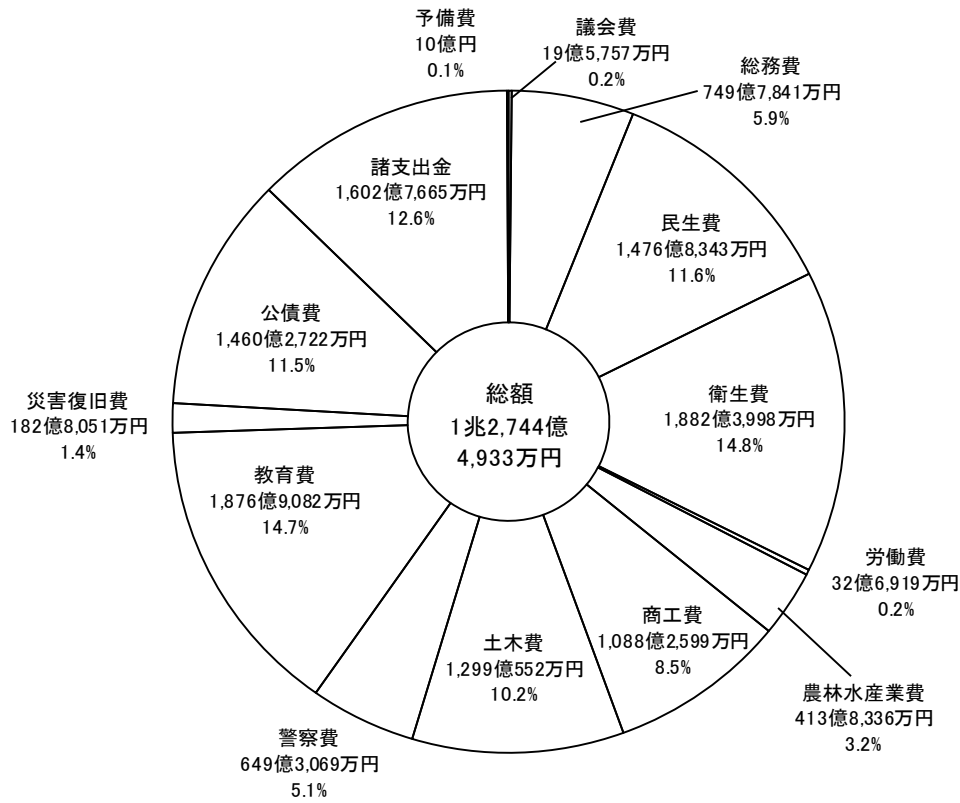 予備費
10億円
0.1%
議会費
19億5,757万円
0.2%
総務費
749億7,841万円
5.9%
民生費
1,476億8,343万円
11.6%
衛生費
1,882億3,998万円
14.8%
労働費
32億6,919万円
0.2%
農林水産業費
413億8,336万円
3.2%
商工費
1,088億2,599万円
8.5%
土木費
1,299億552万円
10.2%
警察費
649億3,069万円
5.1%
教育費
1,876億9,082万円
14.7%
災害復旧費
182億8,051万円
1.4%
公債費
1,460億2,722万円
11.5%
諸支出金
1,602億7,665万円
12.6%
総額
1兆2,744億
4,933万円